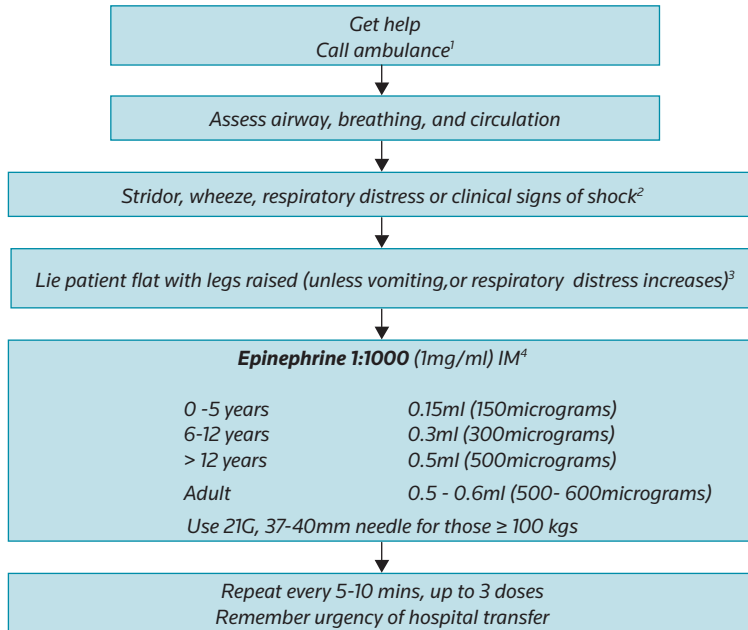 Get help
Call ambulance1
Assess airway, breathing, and circulation
Stridor, wheeze, respiratory distress or clinical signs of shock2
Lie patient flat with legs raised (unless vomiting,or respiratory distress increases)3
Epinephrine 1:1000 (1mg/ml) IM4
0 -5 years 0.15ml (150micrograms)
6-12 years 0.3ml (300micrograms)
> 12 years 0.5ml (500micrograms)
Adult 0.5 - 0.6ml (500- 600micrograms)
Use 21G, 37-40mm needle for those ≥ 100 kgs
Repeat every 5-10 mins, up to 3 doses
Remember urgency of hospital transfer